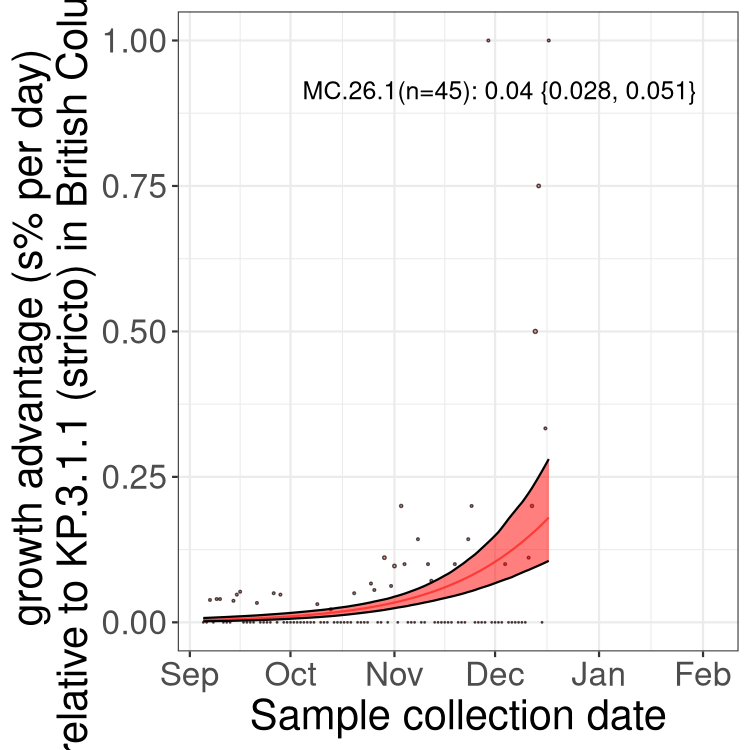 growth advantage (s% per day)
relative to KP.3.1.1 (stricto) in British Colu
1.00
0.75
0.50
0.25
0.00
MC.26.1(n=45): 0.04 {0.028, 0.051}
Sep Oct Nov Dec Jan Feb
Sample collection date